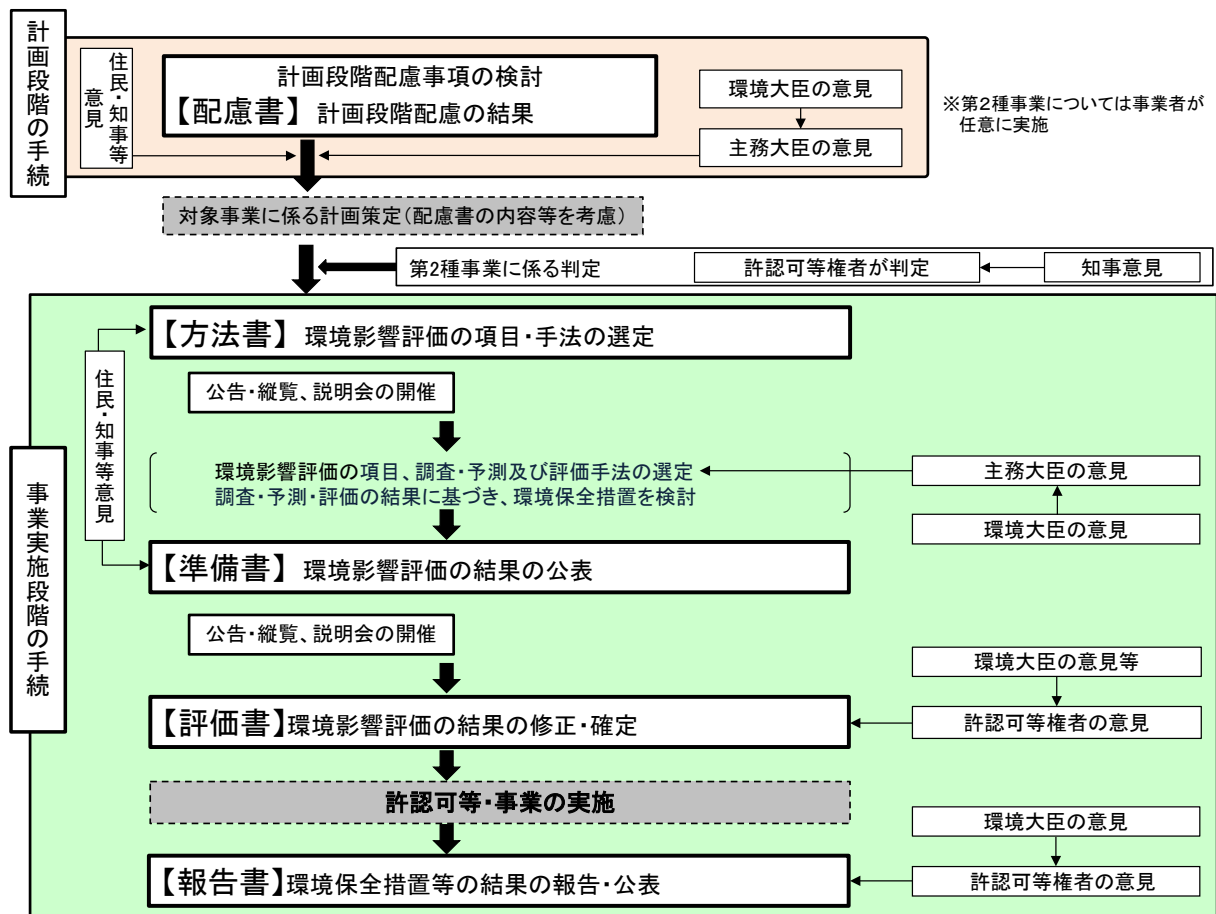 計画段階の手続
住民・知事等
意見
計画段階配慮事項の検討
【配慮書】計画段階配慮の結果
環境大臣の意見
主務大臣の意見
※第2種事業については事業者が
任意に実施
対象事業に係る計画策定(配慮書の内容等を考慮)
第2種事業に係る判定
許認可等権者が判定
知事意見
事業実施段階の手続
住民・知事等意見
【方法書】環境影響評価の項目・手法の選定
公告・縦覧、説明会の開催
環境影響評価の項目、調査・予測及び評価手法の選定
調査・予測・評価の結果に基づき、環境保全措置を検討
主務大臣の意見
環境大臣の意見
【準備書】環境影響評価の結果の公表
公告・縦覧、説明会の開催
環境大臣の意見等
【評価書】環境影響評価の結果の修正・確定
許認可等権者の意見
許認可等・事業の実施
環境大臣の意見
【報告書】環境保全措置等の結果の報告・公表
許認可等権者の意見